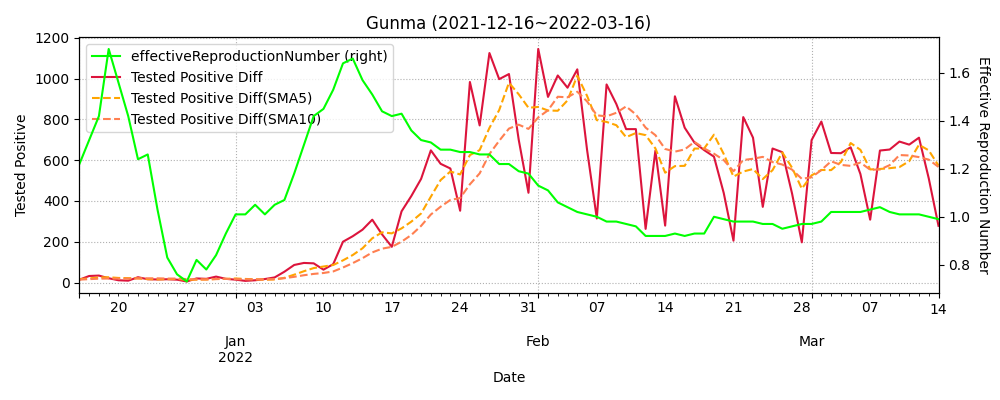 Gunma (2021-12-16~2022-03-16)
effectiveReproductionNumber (right)
Tested Positive Diff
Tested Positive Diff(SMA5)
Tested Positive Diff(SMA10)
Tested Positive
1200
1000
800
600
400
200
0
Effective Reproduction Number
1.6
1.4
1.2
1.0
0.8
20 27 03 10 17 24 31 07 14 21 28 07 14
Jan Feb Mar
2022
Date